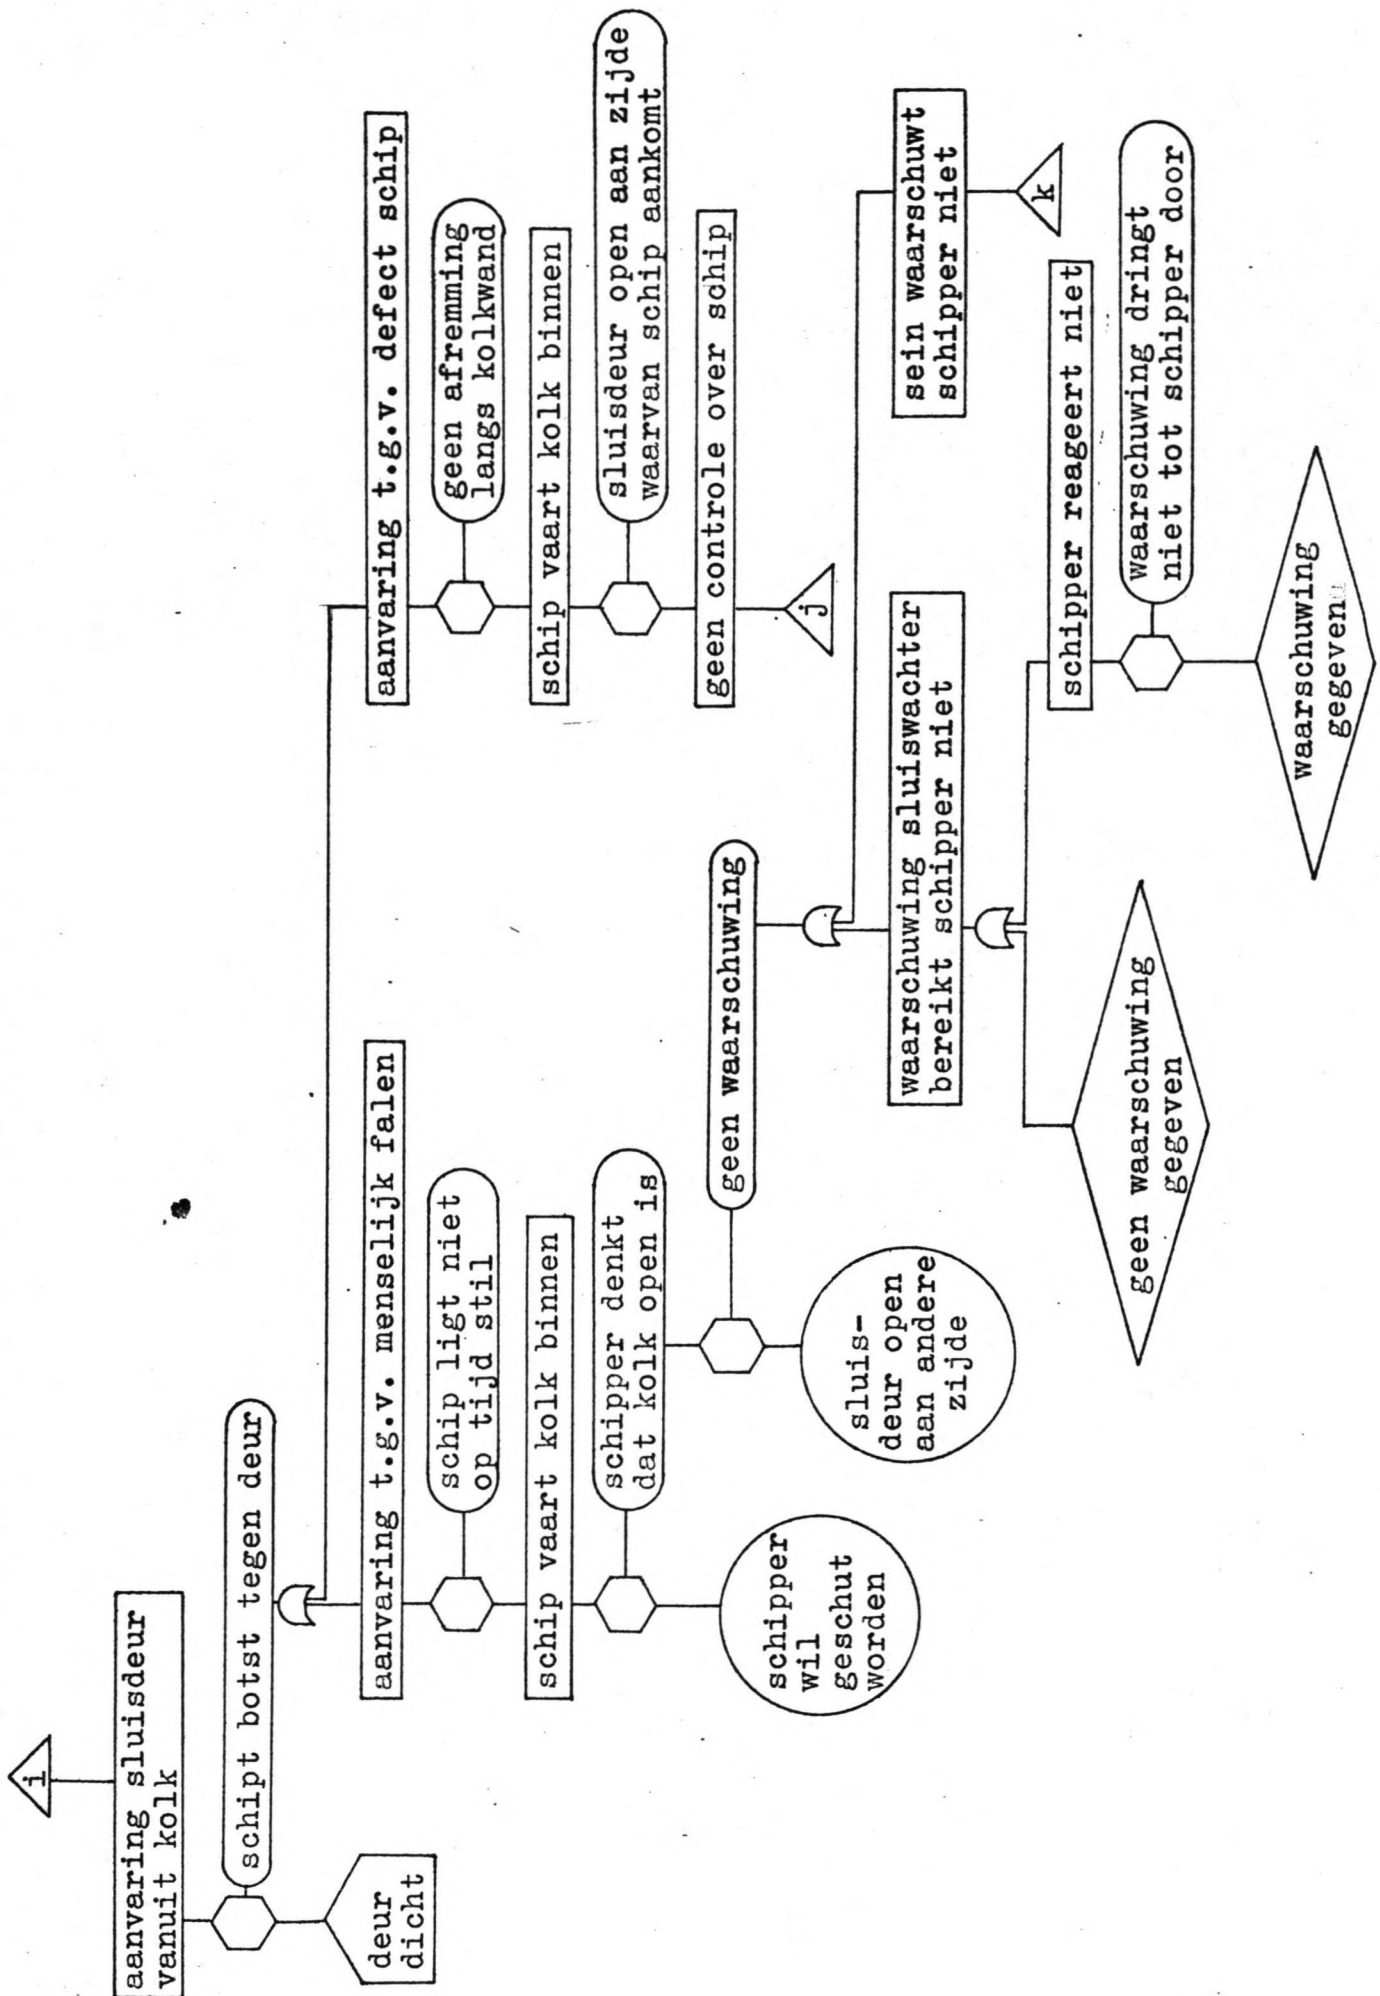 i
aanvaring sluisdeur
vanuit kolk
schipt botst tegen deur
deur
dicht
aanvaring t.g.v. menselijk falen
schip ligt niet
op tijd stil
schip vaart kolk binnen
schipper denkt
dat kolk open is
schipper
wil
geschut
worden
sluis-
deur open
aan andere
zijde
geen waarschuwing
waarschuwing sluiswachter
bereikt schipper niet
geen waarschuwing
gegeven
aanvaring t.g.v. defect schip
geen afremming
langs kolkwand
schip vaart kolk binnen
sluisdeur open aan zijde
waarvan schip aankomt
geen controle over schip
j
sein waarschuwt
schipper niet
k
schipper reageert niet
waarschuwing dringt
niet tot schipper door
waarschuwing
gegeven